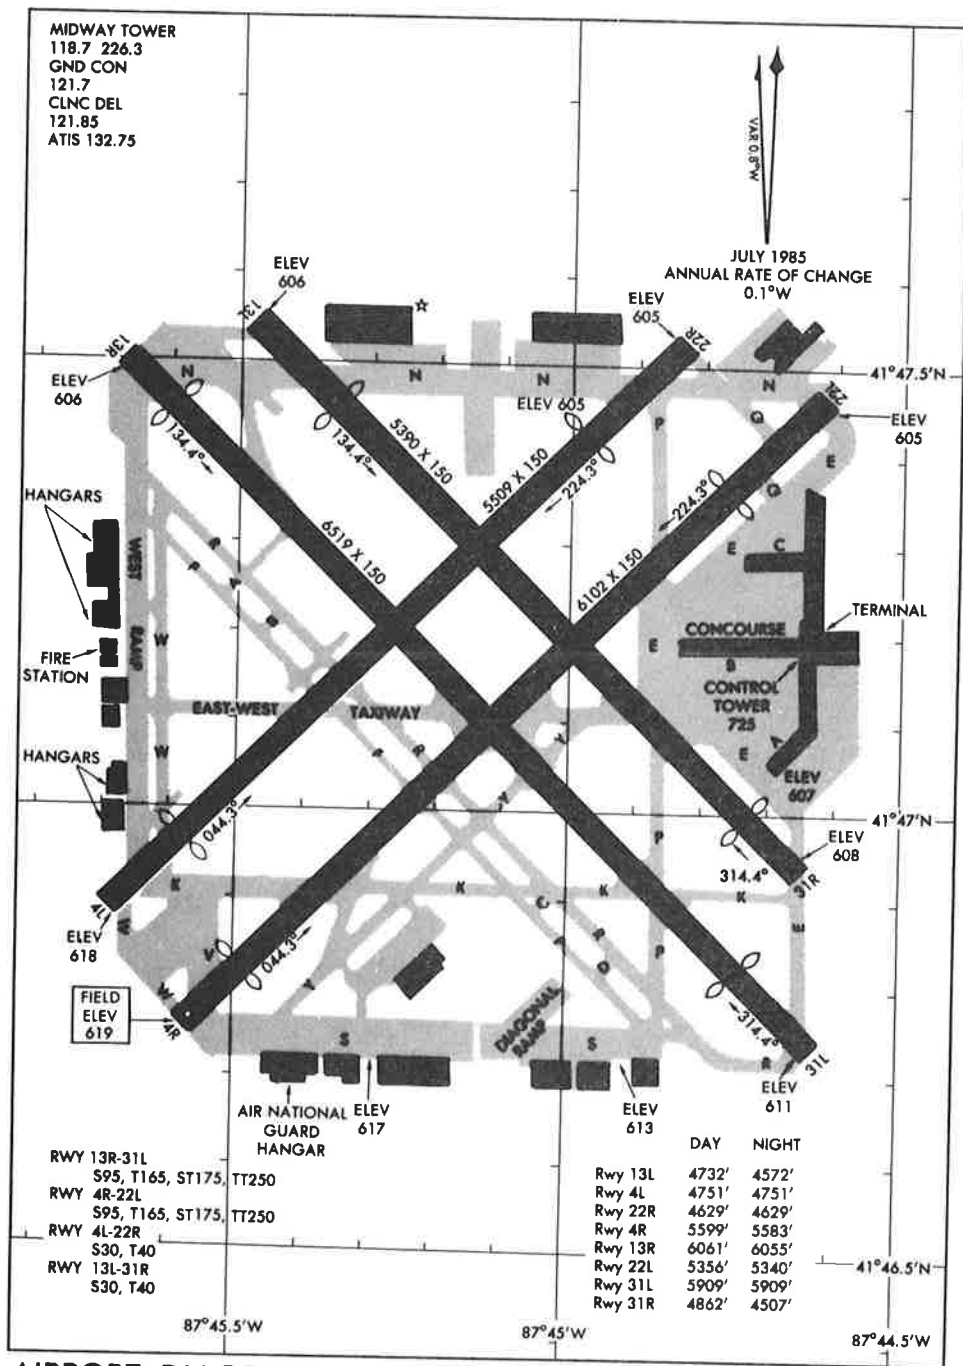 MIDWAY TOWER
118.7 226.3
GND CON
121.7
CLNC DEL
121.85
ATIS 132.75
VAR 0.8°W
JULY 1985
ANNUAL RATE OF CHANGE
0.1°W
ELEV
606
13L
13R
ELEV
606
ELEV
605
22R
N
N
N
ELEV 605
41°47.5'N
22L
ELEV
605
P
Q
Q
E
134.4°
134.4°
5390 X 150
5509 X 150
224.3°
224.3°
6519 X 150
6102 X 150
HANGARS
WEST
RAMP
FIRE
STATION
W
W
R
F
A
B
E
C
CONCOURSE
TERMINAL
E
B
CONTROL
TOWER
725
E
A
ELEV
607
EAST-WEST
TAXIWAY
F
R
Y
Y
HANGARS
044.3°
41°47'N
P
ELEV
608
314.4°
31R
K
K
K
K
4L
ELEV
618
W
V
044.3°
C
F
R
D
P
E
FIELD
ELEV
619
W
4R
Y
S
DIAGONAL
RAMP
S
314.4°
R
31L
ELEV
611
AIR NATIONAL
GUARD
HANGAR
ELEV
617
ELEV
613
RWY 13R-31L
S95, T165, ST175, TT250
RWY 4R-22L
S95, T165, ST175, TT250
RWY 4L-22R
S30, T40
RWY 13L-31R
S30, T40
DAY NIGHT
Rwy 13L 4732' 4572'
Rwy 4L 4751' 4751'
Rwy 22R 4629' 4629'
Rwy 4R 5599' 5583'
Rwy 13R 6061' 6055'
Rwy 22L 5356' 5340'
Rwy 31L 5909' 5909'
Rwy 31R 4862' 4507'
41°46.5'N
87°45.5'W
87°45'W
87°44.5'W